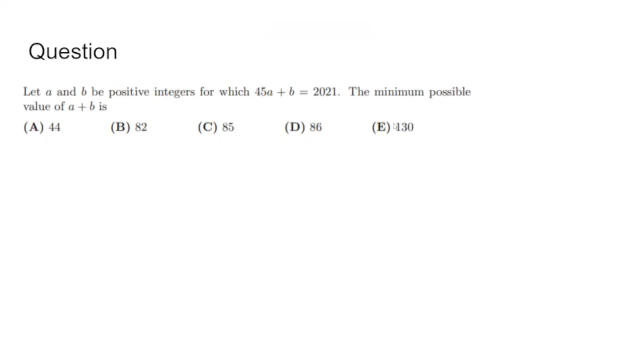 Question
Let a and b be positive integers for which 45a + b = 2021. The minimum possible
value of a + b is
(A) 44 (B) 82 (C) 85 (D) 86 (E) 130